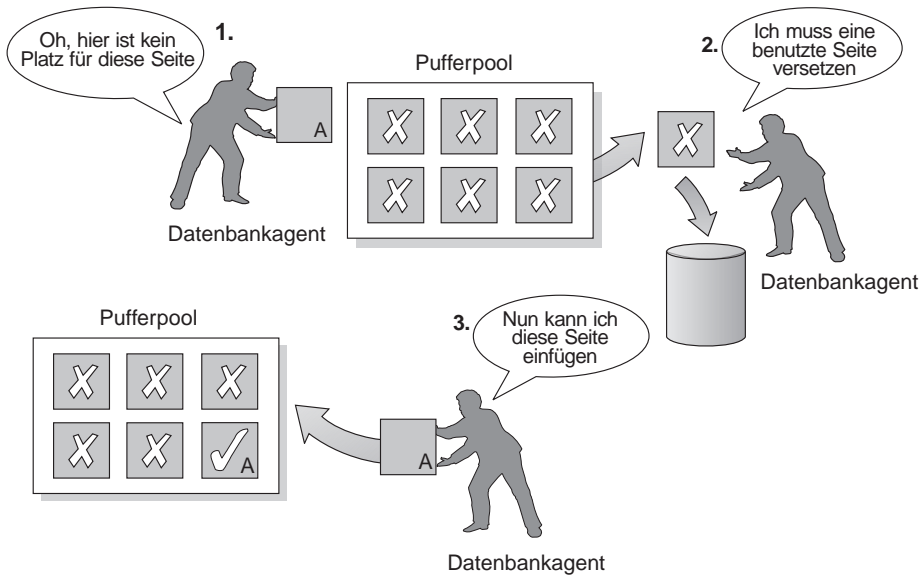 Oh, hier ist kein
Platz für diese Seite
1.
A
Datenbankagent
Pufferpool
2.
Ich muss eine
benutzte Seite
versetzen
Datenbankagent
Pufferpool
A
3.
Nun kann ich
diese Seite
einfügen
A
Datenbankagent